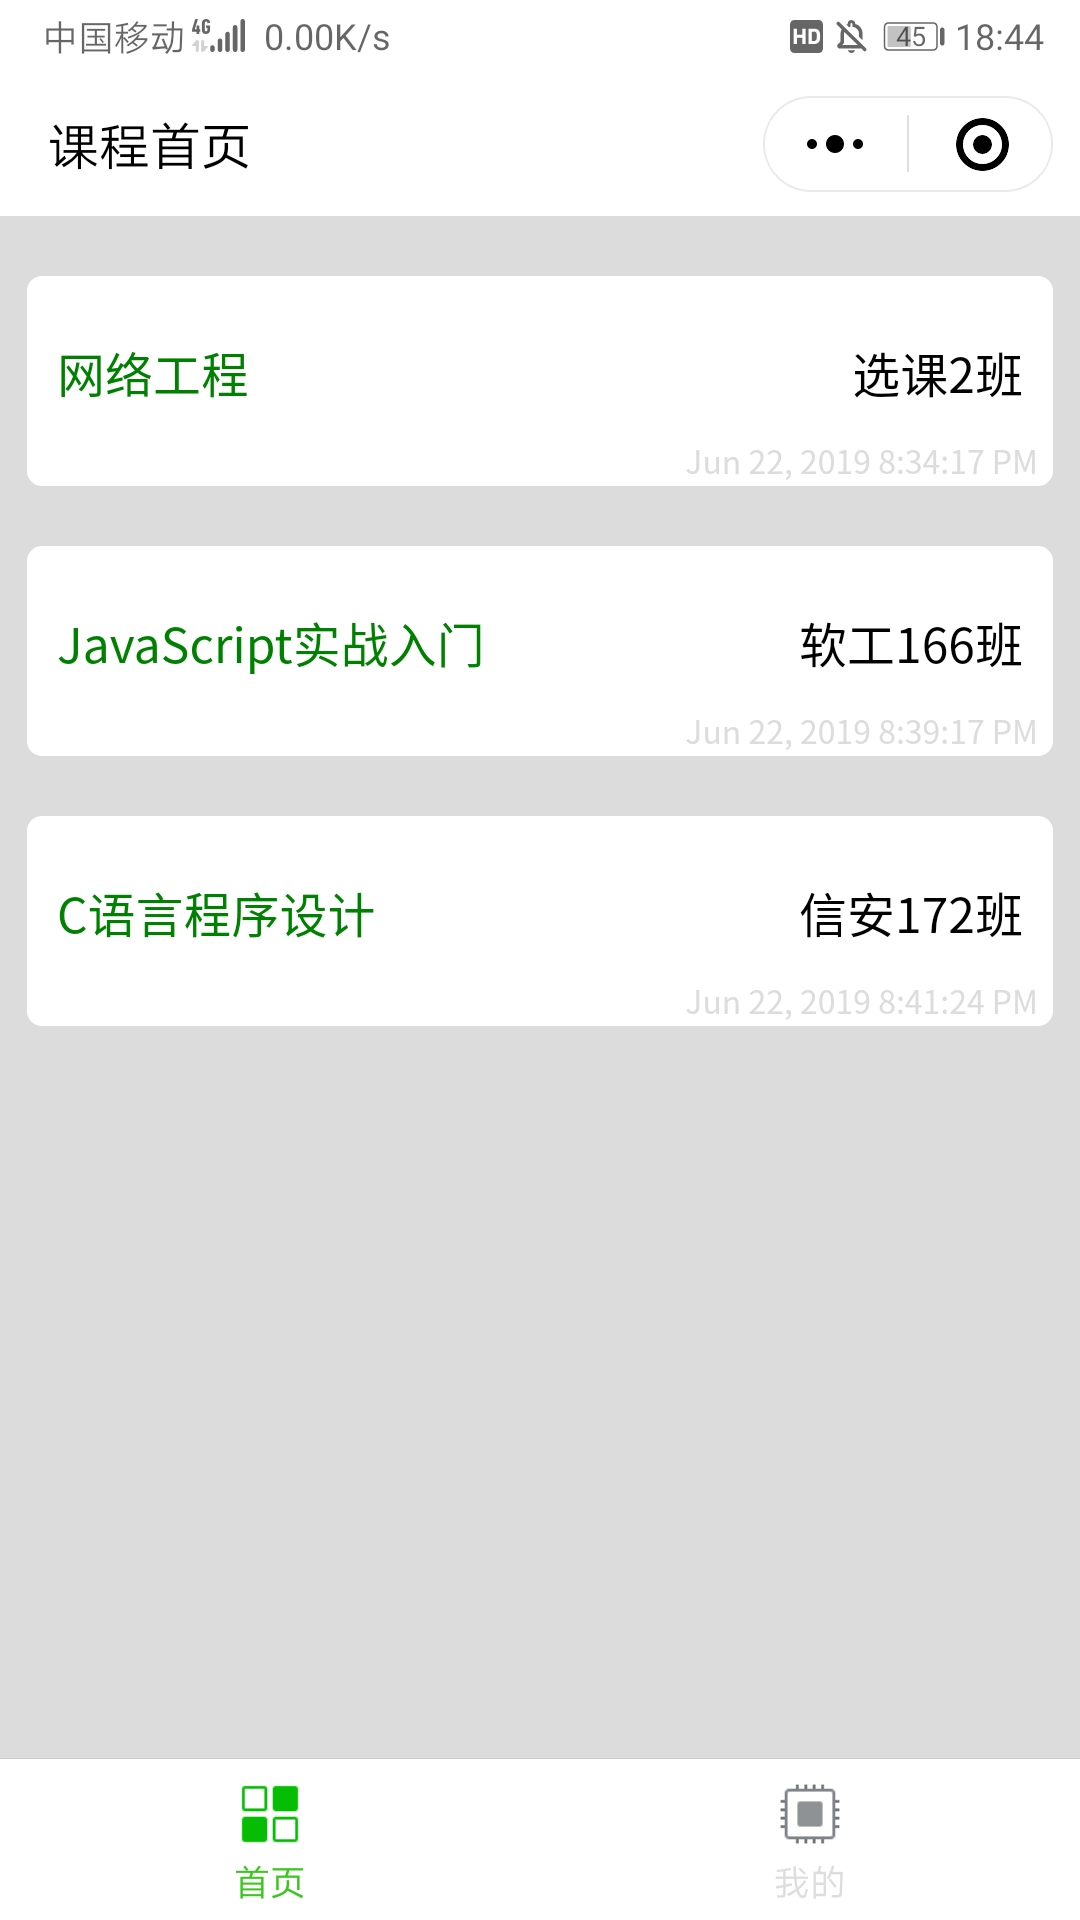 中国移动 4G 0.00K/s HD 45 18:44
课程首页
网络工程 选课2班
Jun 22, 2019 8:34:17 PM
JavaScript实战入门 软工166班
Jun 22, 2019 8:39:17 PM
C语言程序设计 信安172班
Jun 22, 2019 8:41:24 PM
首页 我的